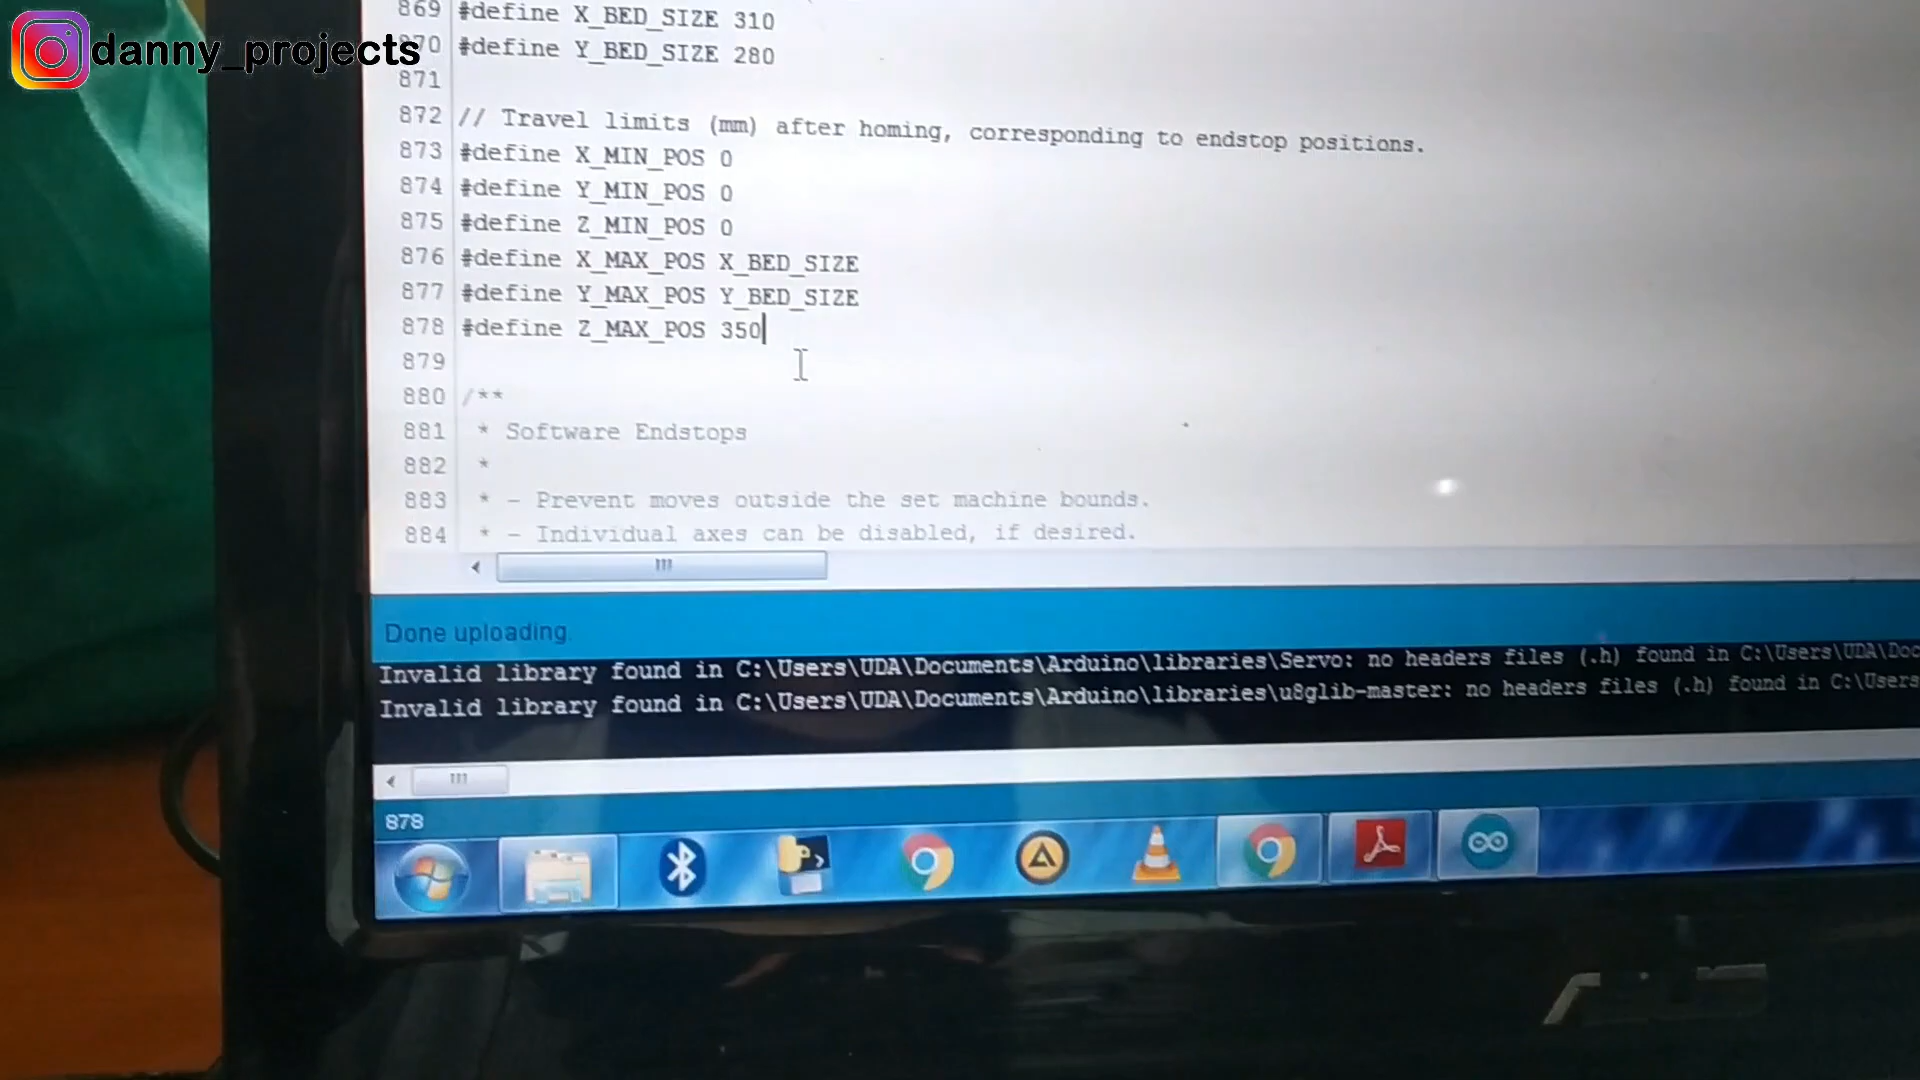 danny_projects
869 #define X_BED_SIZE 310
870 #define Y_BED_SIZE 280
871
872 // Travel limits (mm) after homing, corresponding to endstop positions.
873 #define X_MIN_POS 0
874 #define Y_MIN_POS 0
875 #define Z_MIN_POS 0
876 #define X_MAX_POS X_BED_SIZE
877 #define Y_MAX_POS Y_BED_SIZE
878 #define Z_MAX_POS 350
879
880 /**
881 * Software Endstops
882 *
883 * - Prevent moves outside the set machine bounds.
884 * - Individual axes can be disabled, if desired.
Done uploading.
Invalid library found in C:\Users\UDA\Documents\Arduino\libraries\Servo: no headers files (.h) found in C:\Users\UDA\Doc
Invalid library found in C:\Users\UDA\Documents\Arduino\libraries\u8glib-master: no headers files (.h) found in C:\Users
878